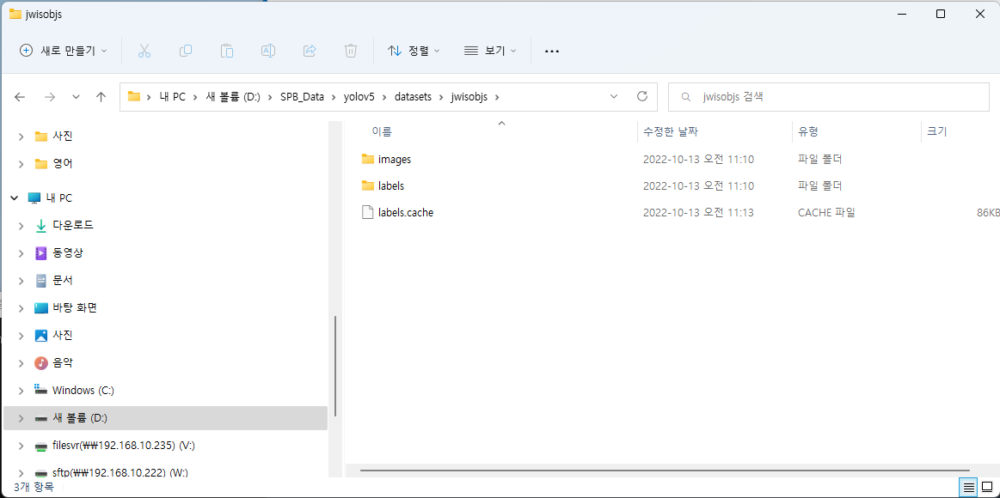 jwisobjs
새로 만들기
정렬
보기
내 PC > 새 볼륨 (D:) > SPB_Data > yolov5 > datasets > jwisobjs >
jwisobjs 검색
이름 수정한 날짜 유형 크기
사진
영어
내 PC
다운로드
동영상
문서
바탕 화면
사진
음악
Windows (C:)
새 볼륨 (D:)
filesvr(₩₩192.168.10.235) (V:)
sftp(₩₩192.168.10.222) (W:)
images 2022-10-13 오전 11:10 파일 폴더
labels 2022-10-13 오전 11:10 파일 폴더
labels.cache 2022-10-13 오전 11:13 CACHE 파일 86KB
3개 항목